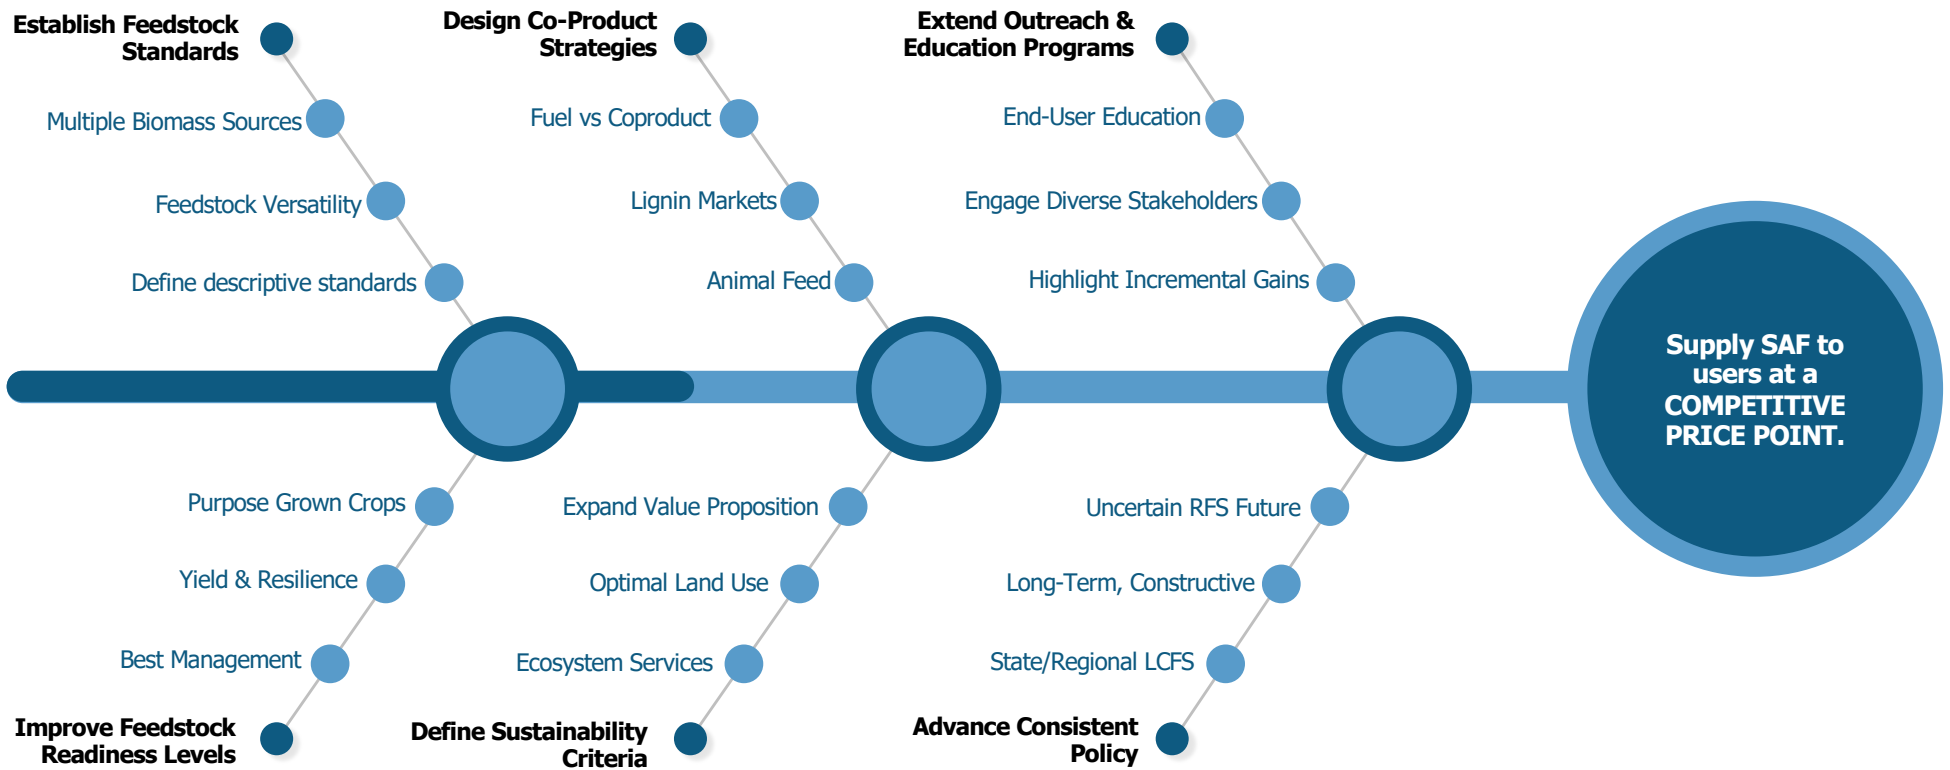 Establish Feedstock
Standards
Multiple Biomass Sources
Feedstock Versatility
Define descriptive standards
Design Co-Product
Strategies
Fuel vs Coproduct
Lignin Markets
Animal Feed
Extend Outreach &
Education Programs
End-User Education
Engage Diverse Stakeholders
Highlight Incremental Gains
Supply SAF to
users at a
COMPETITIVE
PRICE POINT.
Purpose Grown Crops
Yield & Resilience
Best Management
Improve Feedstock
Readiness Levels
Expand Value Proposition
Optimal Land Use
Ecosystem Services
Define Sustainability
Criteria
Uncertain RFS Future
Long-Term, Constructive
State/Regional LCFS
Advance Consistent
Policy